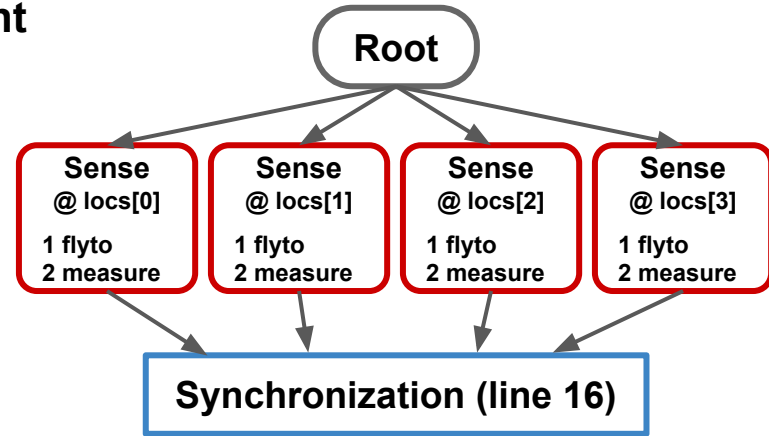 nt
Root
Sense
@ locs[0]
1 flyto
2 measure
Sense
@ locs[1]
1 flyto
2 measure
Sense
@ locs[2]
1 flyto
2 measure
Sense
@ locs[3]
1 flyto
2 measure
Synchronization (line 16)